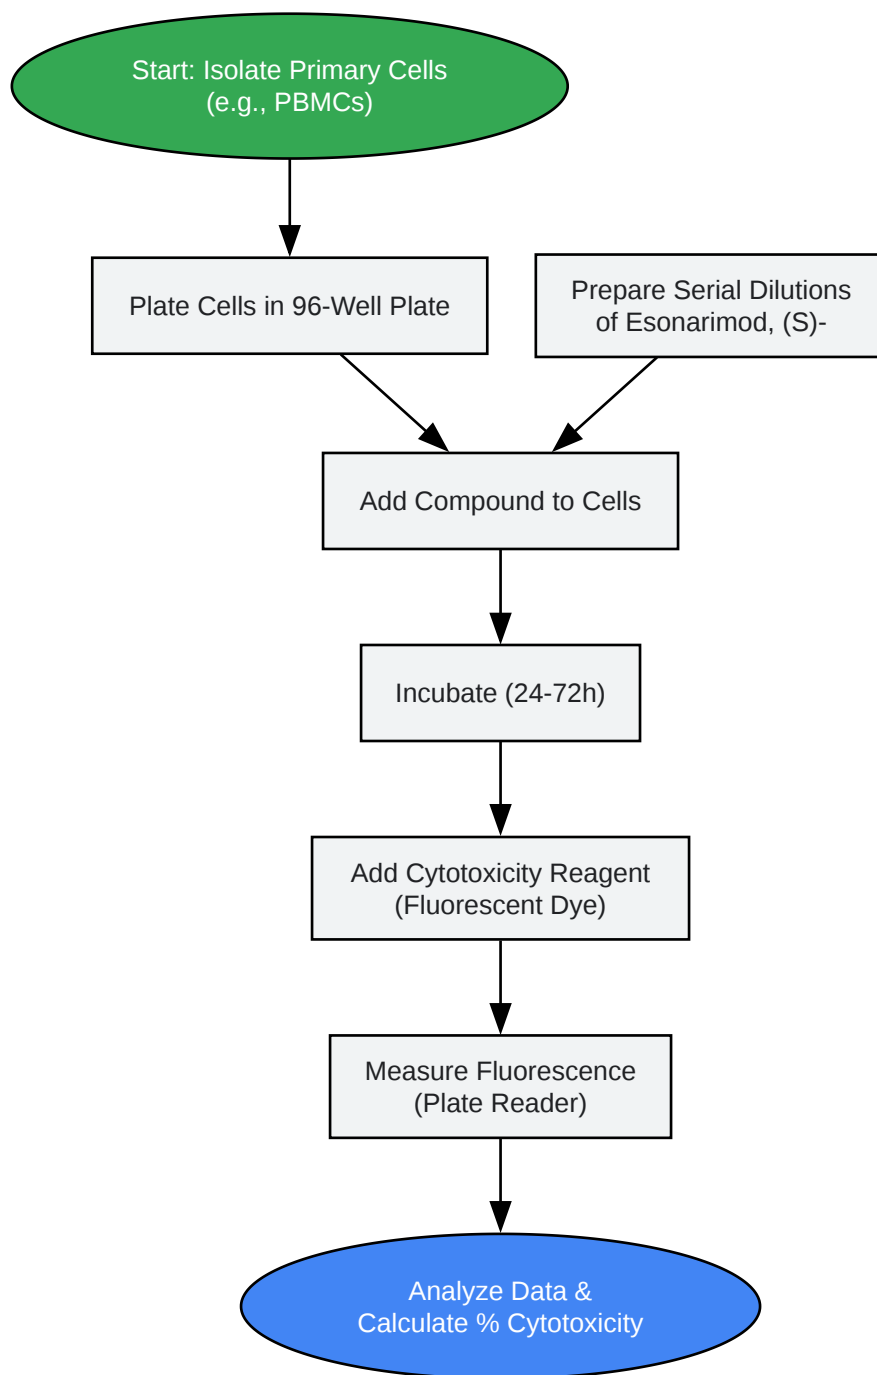 Start: Isolate Primary Cells
(e.g., PBMCs)
Plate Cells in 96-Well Plate
Prepare Serial Dilutions
of Esonarimod, (S)-
Add Compound to Cells
Incubate (24-72h)
Add Cytotoxicity Reagent
(Fluorescent Dye)
Measure Fluorescence
(Plate Reader)
Analyze Data &
Calculate % Cytotoxicity